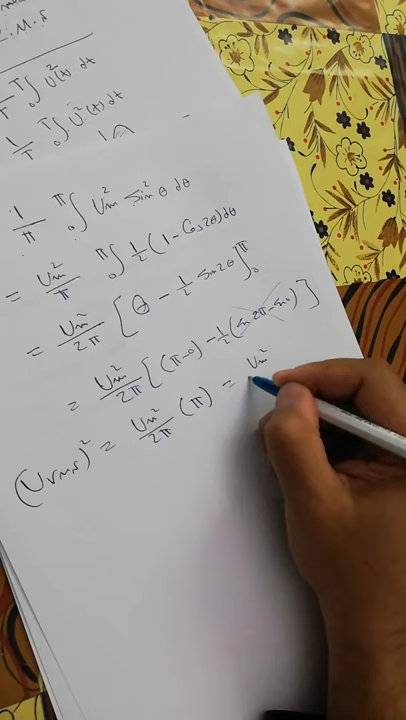 r.m.s
1/T ∫₀ᵀ u²(t) dt
1/T ∫₀ᵀ u²(t) dt
1/π ∫₀^π Um² Sin²θ dθ
= Um²/π ∫₀^π 1/2 (1 - Cos2θ) dθ
= Um²/2π [θ - 1/2 Sin2θ]₀^π
= Um²/2π [(π-0) - 1/2 (Sin2π - Sin0)]
(Urms)² = Um²/2π (π) = Um²